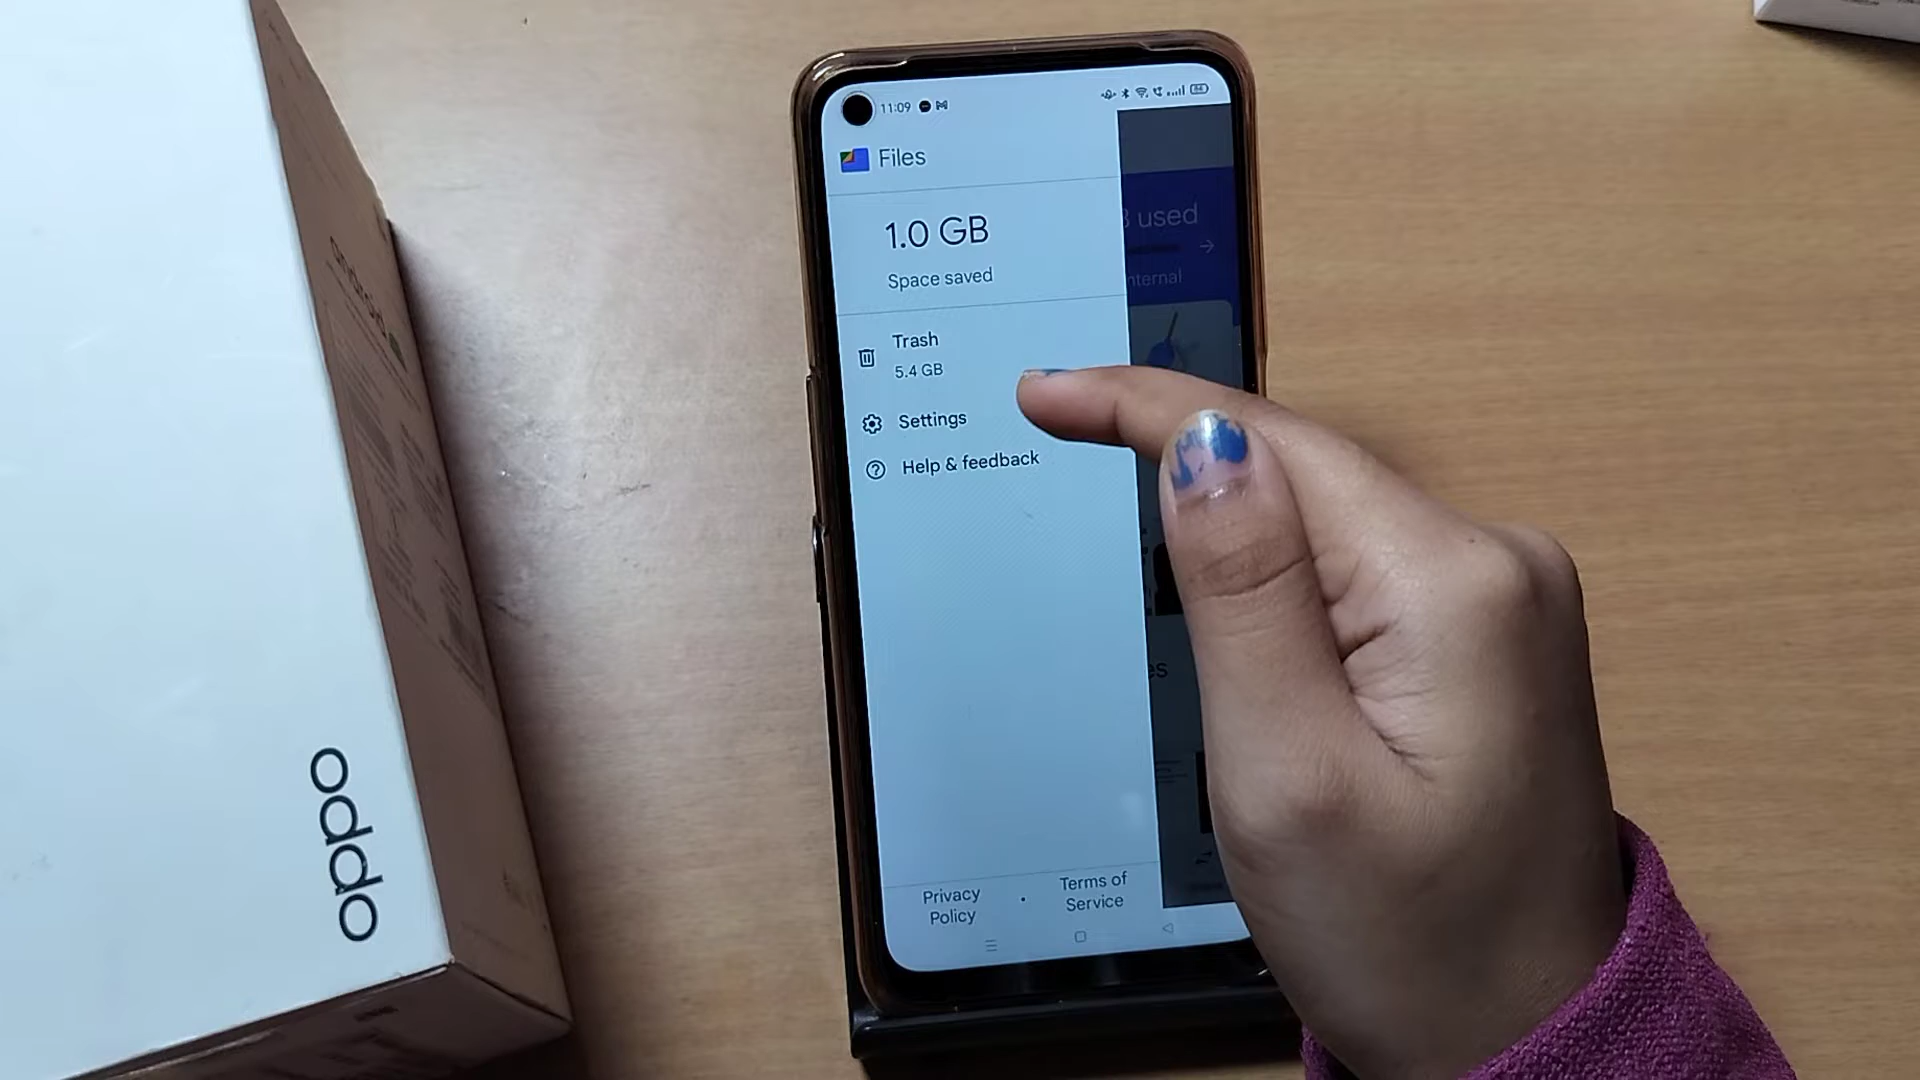 11:09
Files
1.0 GB
Space saved
Trash
5.4 GB
Settings
Help & feedback
Privacy
Policy
·
Terms of
Service
used
oppo